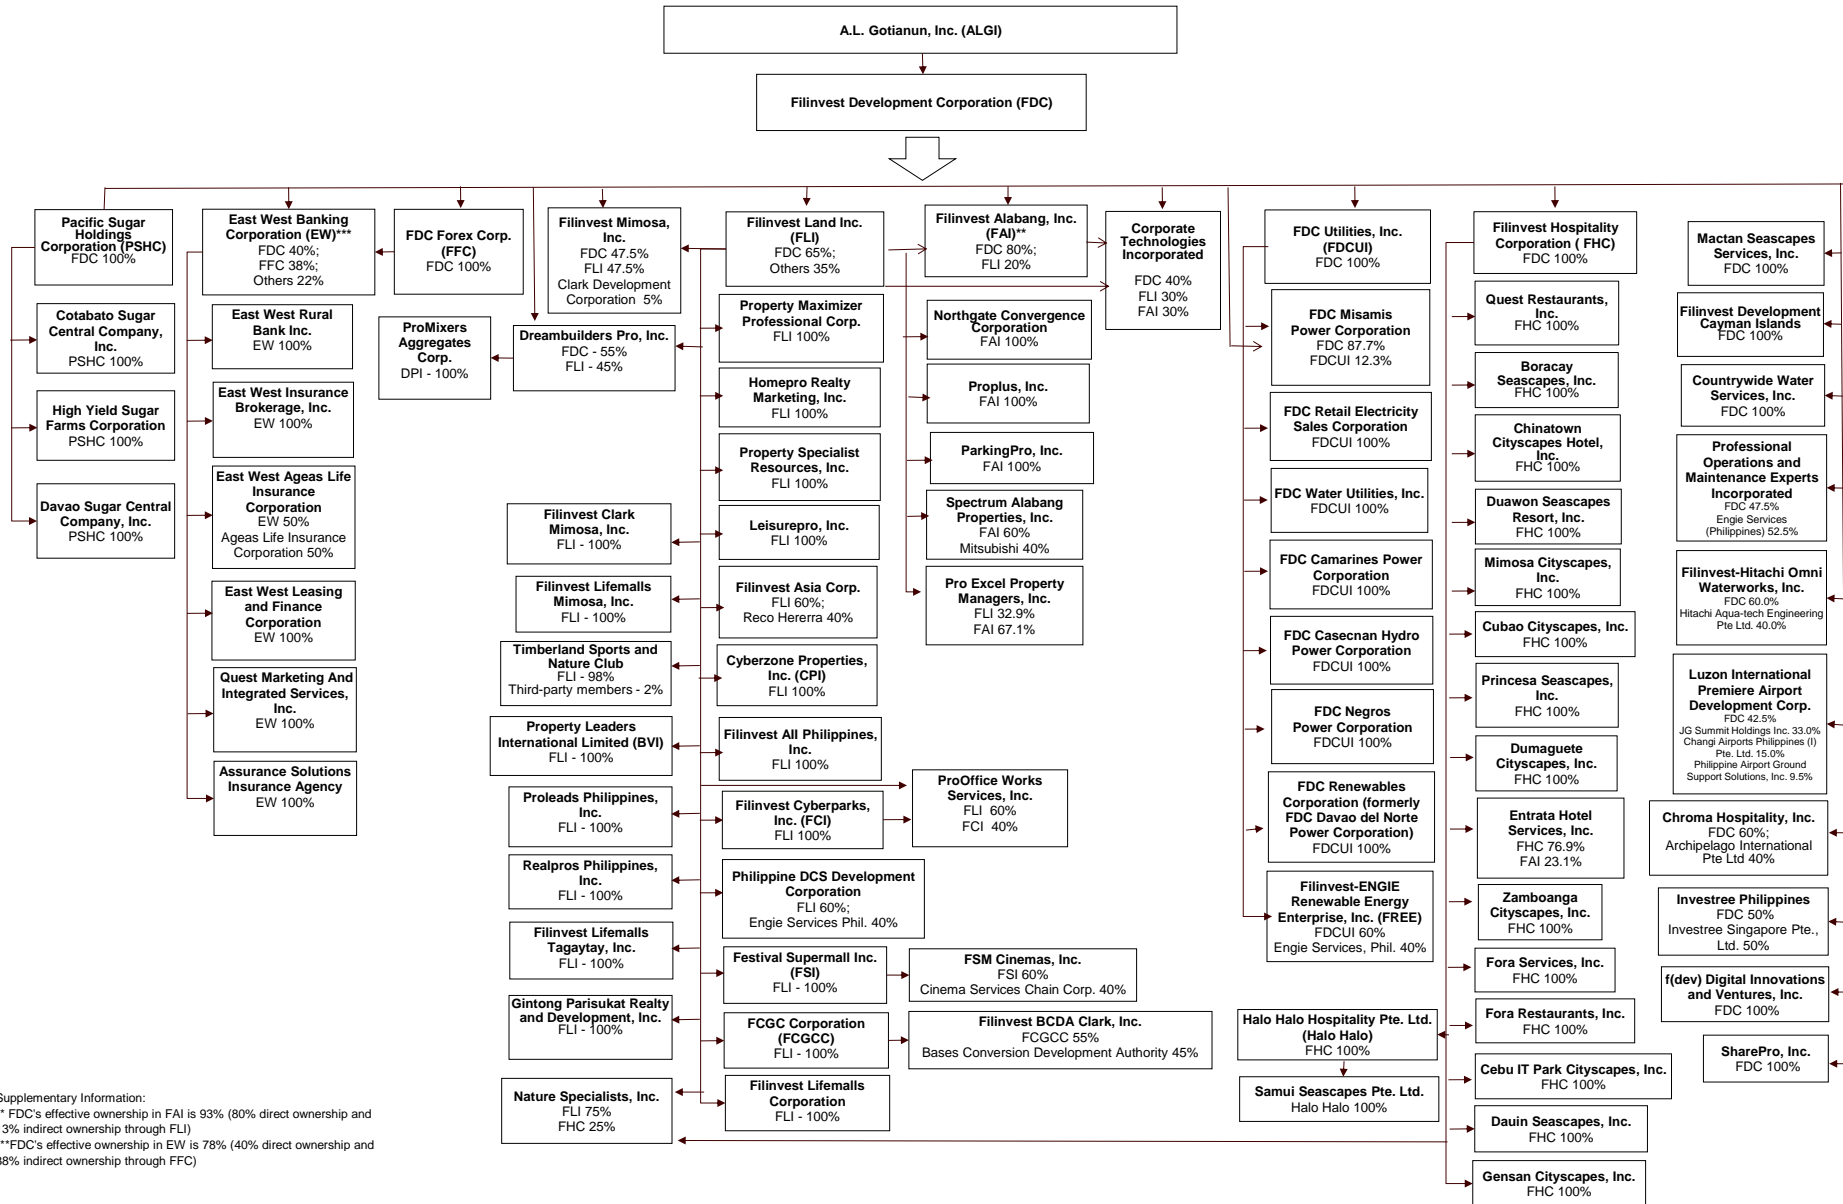 A.L. Gotianun, Inc. (ALGI)
Filinvest Development Corporation (FDC)
Pacific Sugar
Holdings
Corporation (PSHC)
FDC 100%
Cotabato Sugar
Central Company,
Inc.
PSHC 100%
High Yield Sugar
Farms Corporation
PSHC 100%
Davao Sugar Central
Company, Inc.
PSHC 100%
East West Banking
Corporation (EW)***
FDC 40%;
FFC 38%;
Others 22%
East West Rural
Bank Inc.
EW 100%
East West Insurance
Brokerage, Inc.
EW 100%
East West Ageas Life
Insurance
Corporation
EW 50%
Ageas Life Insurance
Corporation 50%
East West Leasing
and Finance
Corporation
EW 100%
Quest Marketing And
Integrated Services,
Inc.
EW 100%
Assurance Solutions
Insurance Agency
EW 100%
FDC Forex Corp.
(FFC)
FDC 100%
ProMixers
Aggregates
Corp.
DPI - 100%
Filinvest Mimosa,
Inc.
FDC 47.5%
FLI 47.5%
Clark Development
Corporation 5%
Dreambuilders Pro, Inc.
FDC - 55%
FLI - 45%
Filinvest Clark
Mimosa, Inc.
FLI - 100%
Filinvest Lifemalls
Mimosa, Inc.
FLI - 100%
Timberland Sports and
Nature Club
FLI - 98%
Third-party members - 2%
Property Leaders
International Limited (BVI)
FLI - 100%
Proleads Philippines,
Inc.
FLI - 100%
Realpros Philippines,
Inc.
FLI - 100%
Filinvest Lifemalls
Tagaytay, Inc.
FLI - 100%
Gintong Parisukat Realty
and Development, Inc.
FLI - 100%
Nature Specialists, Inc.
FLI 75%
FHC 25%
Filinvest Land Inc.
(FLI)
FDC 65%;
Others 35%
Property Maximizer
Professional Corp.
FLI 100%
Homepro Realty
Marketing, Inc.
FLI 100%
Property Specialist
Resources, Inc.
FLI 100%
Leisurepro, Inc.
FLI 100%
Filinvest Asia Corp.
FLI 60%;
Reco Hererra 40%
Cyberzone Properties,
Inc. (CPI)
FLI 100%
Filinvest All Philippines,
Inc.
FLI 100%
Filinvest Cyberparks,
Inc. (FCI)
FLI 100%
Philippine DCS Development
Corporation
FLI 60%;
Engie Services Phil. 40%
Festival Supermall Inc.
(FSI)
FLI - 100%
FCGC Corporation
(FCGCC)
FLI - 100%
Filinvest Lifemalls
Corporation
FLI - 100%
Filinvest Alabang, Inc.
(FAI)**
FDC 80%;
FLI 20%
Northgate Convergence
Corporation
FAI 100%
Proplus, Inc.
FAI 100%
ParkingPro, Inc.
FAI 100%
Spectrum Alabang
Properties, Inc.
FAI 60%
Mitsubishi 40%
Pro Excel Property
Managers, Inc.
FLI 32.9%
FAI 67.1%
ProOffice Works
Services, Inc.
FLI 60%
FCI 40%
FSM Cinemas, Inc.
FSI 60%
Cinema Services Chain Corp. 40%
Filinvest BCDA Clark, Inc.
FCGCC 55%
Bases Conversion Development Authority 45%
Corporate
Technologies
Incorporated
FDC 40%
FLI 30%
FAI 30%
FDC Utilities, Inc.
(FDCUI)
FDC 100%
FDC Misamis
Power Corporation
FDC 87.7%
FDCUI 12.3%
FDC Retail Electricity
Sales Corporation
FDCUI 100%
FDC Water Utilities, Inc.
FDCUI 100%
FDC Camarines Power
Corporation
FDCUI 100%
FDC Casecnan Hydro
Power Corporation
FDCUI 100%
FDC Negros
Power Corporation
FDCUI 100%
FDC Renewables
Corporation (formerly
FDC Davao del Norte
Power Corporation)
FDCUI 100%
Filinvest-ENGIE
Renewable Energy
Enterprise, Inc. (FREE)
FDCUI 60%
Engie Services, Phil. 40%
Halo Halo Hospitality Pte. Ltd.
(Halo Halo)
FHC 100%
Samui Seascapes Pte. Ltd.
Halo Halo 100%
Filinvest Hospitality
Corporation ( FHC)
FDC 100%
Quest Restaurants,
Inc.
FHC 100%
Boracay
Seascapes, Inc.
FHC 100%
Chinatown
Cityscapes Hotel,
Inc.
FHC 100%
Duawon Seascapes
Resort, Inc.
FHC 100%
Mimosa Cityscapes,
Inc.
FHC 100%
Cubao Cityscapes, Inc.
FHC 100%
Princesa Seascapes,
Inc.
FHC 100%
Dumaguete
Cityscapes, Inc.
FHC 100%
Entrata Hotel
Services, Inc.
FHC 76.9%
FAI 23.1%
Zamboanga
Cityscapes, Inc.
FHC 100%
Fora Services, Inc.
FHC 100%
Fora Restaurants, Inc.
FHC 100%
Cebu IT Park Cityscapes, Inc.
FHC 100%
Dauin Seascapes, Inc.
FHC 100%
Gensan Cityscapes, Inc.
FHC 100%
Mactan Seascapes
Services, Inc.
FDC 100%
Filinvest Development
Cayman Islands
FDC 100%
Countrywide Water
Services, Inc.
FDC 100%
Professional
Operations and
Maintenance Experts
Incorporated
FDC 47.5%
Engie Services
(Philippines) 52.5%
Filinvest-Hitachi Omni
Waterworks, Inc.
FDC 60.0%
Hitachi Aqua-tech Engineering
Pte Ltd. 40.0%
Luzon International
Premiere Airport
Development Corp.
FDC 42.5%
JG Summit Holdings Inc. 33.0%
Changi Airports Philippines (I)
Pte. Ltd. 15.0%
Philippine Airport Ground
Support Solutions, Inc. 9.5%
Chroma Hospitality, Inc.
FDC 60%;
Archipelago International
Pte Ltd 40%
Investree Philippines
FDC 50%
Investree Singapore Pte.,
Ltd. 50%
f(dev) Digital Innovations
and Ventures, Inc.
FDC 100%
SharePro, Inc.
FDC 100%
Supplementary Information:
* FDC's effective ownership in FAI is 93% (80% direct ownership and
3% indirect ownership through FLI)
**FDC's effective ownership in EW is 78% (40% direct ownership and
38% indirect ownership through FFC)